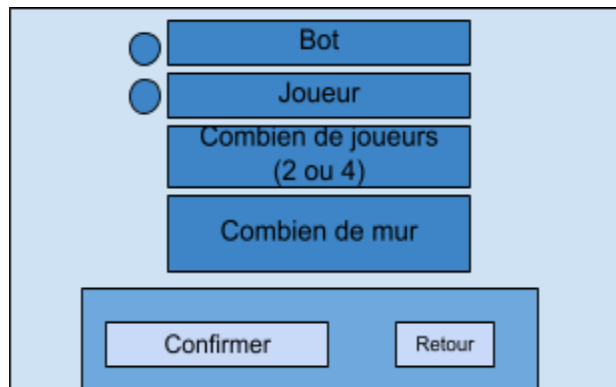 Bot
Joueur
Combien de joueurs
(2 ou 4)
Combien de mur
Confirmer
Retour